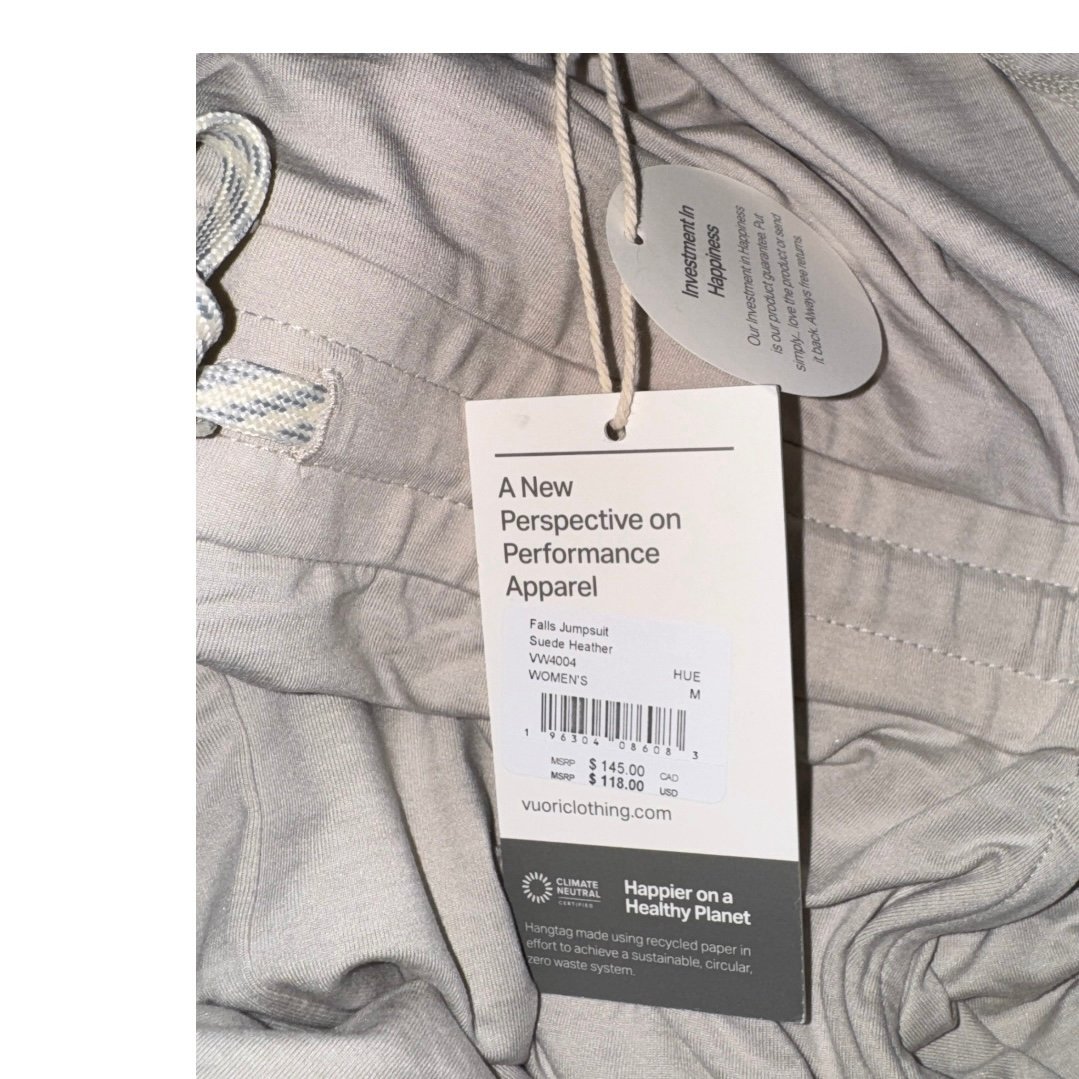 Investment In
Happiness
Our Investment in Happiness
is our product guarantee. Put
simply... love the product or send
it back. Always free returns.
A New
Perspective on
Performance
Apparel
Falls Jumpsuit
Suede Heather
VW4004 HUE
WOMEN'S M
1 96304 08608 3
MSRP $ 145.00 CAD
MSRP $ 118.00 USD
vuoriclothing.com
CLIMATE
NEUTRAL
CERTIFIED
Happier on a
Healthy Planet
Hangtag made using recycled paper in
effort to achieve a sustainable, circular,
zero waste system.